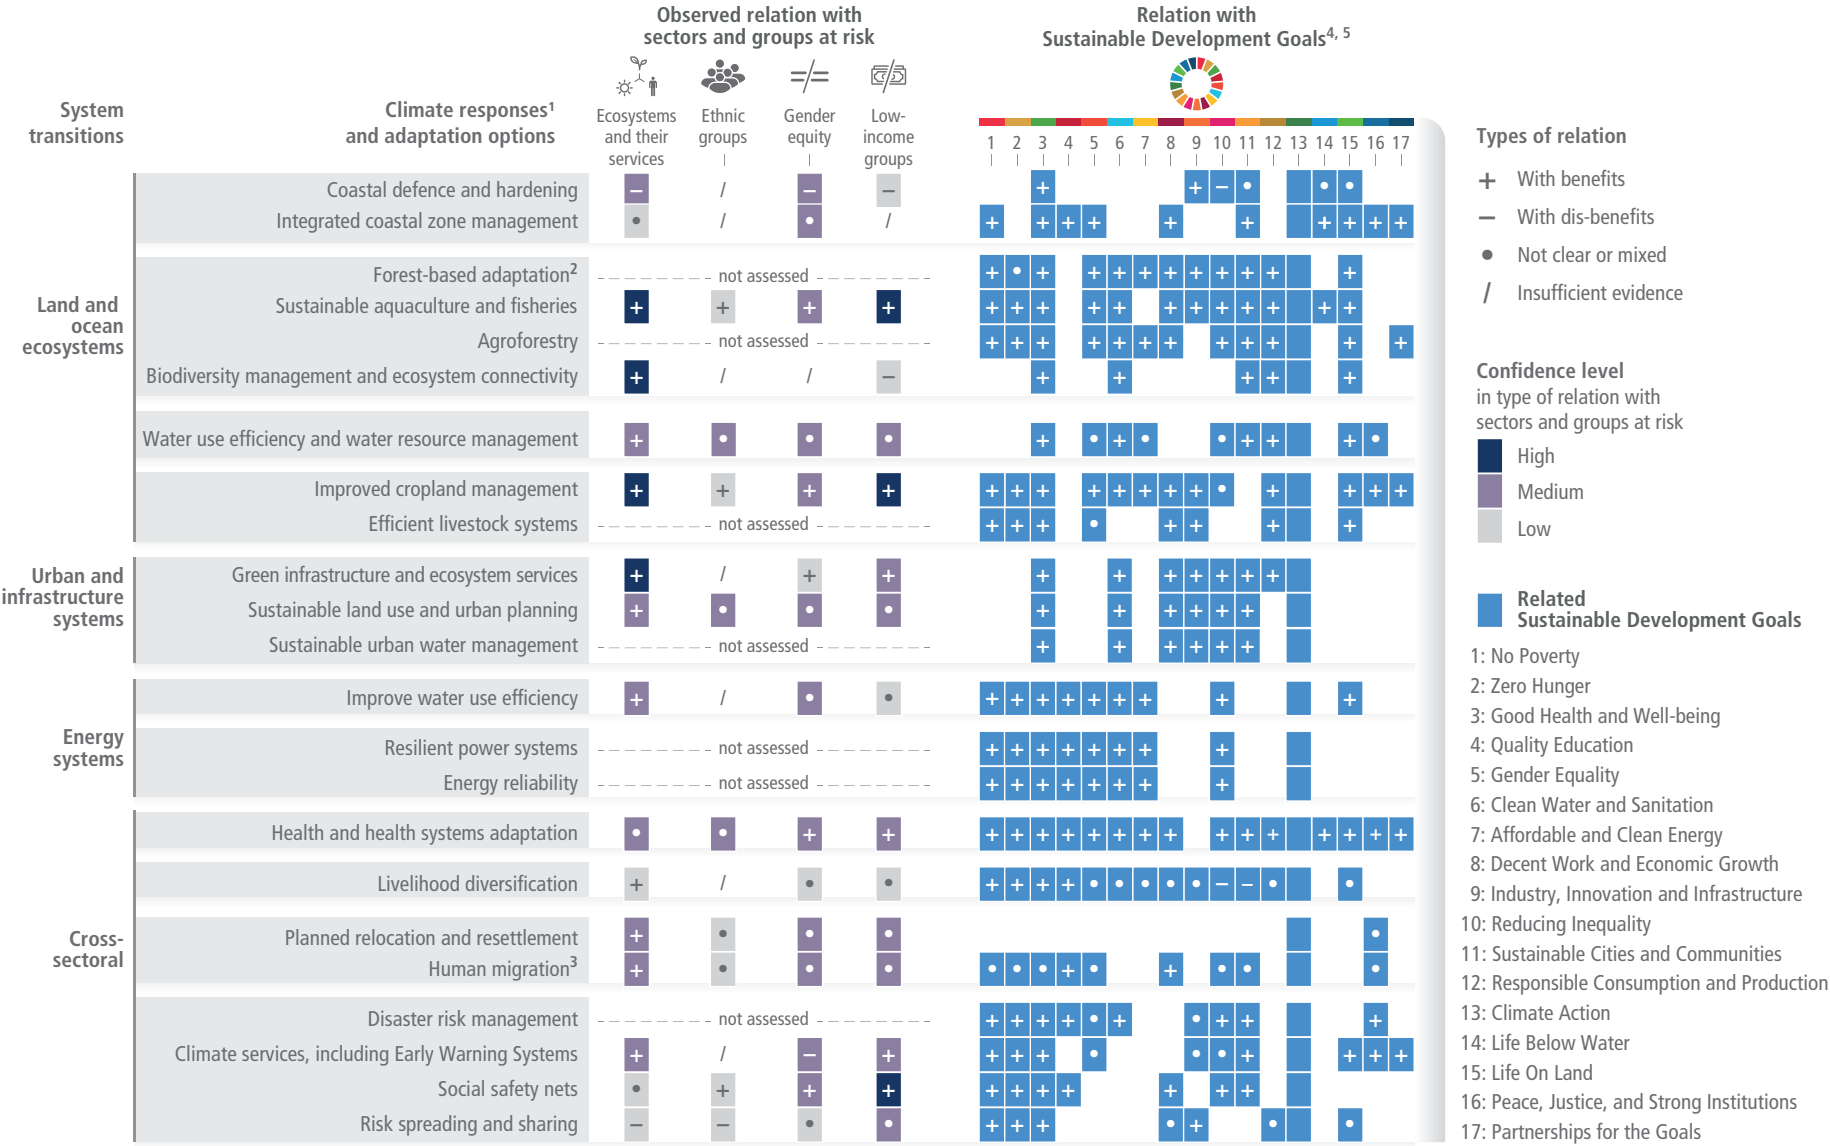 Observed relation with
sectors and groups at risk
Relation with
Sustainable Development Goals4, 5
System
transitions
Climate responses1
and adaptation options
Ecosystems
and their
services
Ethnic
groups
Gender
equity
Low-
income
groups
1 2 3 4 5 6 7 8 9 10 11 12 13 14 15 16 17
Land and
ocean
ecosystems
Coastal defence and hardening − / − − + + − • • •
Integrated coastal zone management • / • / + + + + + + + + + +
Forest-based adaptation2 not assessed + • + + + + + + + + + +
Sustainable aquaculture and fisheries + + + + + + + + + + + + + + + +
Agroforestry not assessed + + + + + + + + + + + +
Biodiversity management and ecosystem connectivity + / / − + + + + +
Water use efficiency and water resource management + • • • + • + • • + + + •
Improved cropland management + + + + + + + + + + + + • + + + +
Efficient livestock systems not assessed + + + • + + + +
Urban and
infrastructure
systems
Green infrastructure and ecosystem services + / + + + + + + + + +
Sustainable land use and urban planning + • • • + + + + + +
Sustainable urban water management not assessed + + + + + +
Energy
systems
Improve water use efficiency + / • • + + + + + + + + +
Resilient power systems not assessed + + + + + + + +
Energy reliability not assessed + + + + + + + +
Cross-
sectoral
Health and health systems adaptation • • + + + + + + + + + + + + + + + + +
Livelihood diversification + / • • + + + + • • • • • − − • •
Planned relocation and resettlement + • • • •
Human migration3 + • • • • • • + • + • • •
Disaster risk management not assessed + + + + • + • + + +
Climate services, including Early Warning Systems + / − + + + + • • • + + + +
Social safety nets • + + + + + + + + + +
Risk spreading and sharing − − • • + + + • + • •
Types of relation
+ With benefits
− With dis-benefits
• Not clear or mixed
/ Insufficient evidence
Confidence level
in type of relation with
sectors and groups at risk
High
Medium
Low
Related
Sustainable Development Goals
1: No Poverty
2: Zero Hunger
3: Good Health and Well-being
4: Quality Education
5: Gender Equality
6: Clean Water and Sanitation
7: Affordable and Clean Energy
8: Decent Work and Economic Growth
9: Industry, Innovation and Infrastructure
10: Reducing Inequality
11: Sustainable Cities and Communities
12: Responsible Consumption and Production
13: Climate Action
14: Life Below Water
15: Life On Land
16: Peace, Justice, and Strong Institutions
17: Partnerships for the Goals